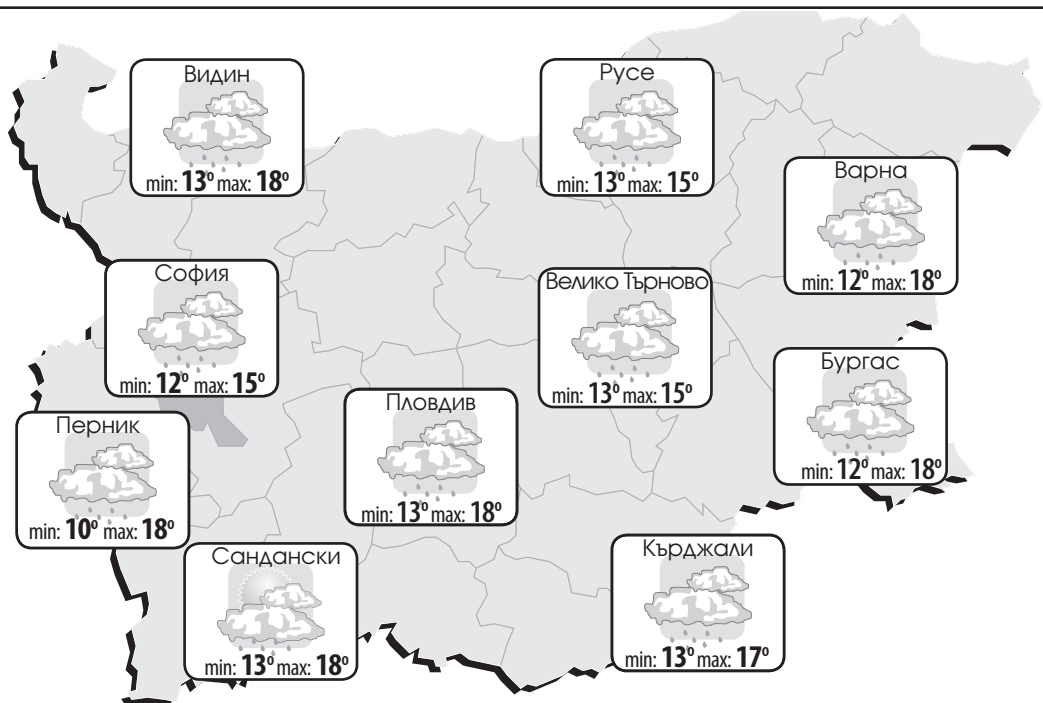 Видин
min: 13° max: 18°
Русе
min: 13° max: 15°
Варна
min: 12° max: 18°
София
min: 12° max: 15°
Велико Търново
min: 13° max: 15°
Бургас
min: 12° max: 18°
Пловдив
min: 13° max: 18°
Перник
min: 10° max: 18°
Сандански
min: 13° max: 18°
Кърджали
min: 13° max: 17°